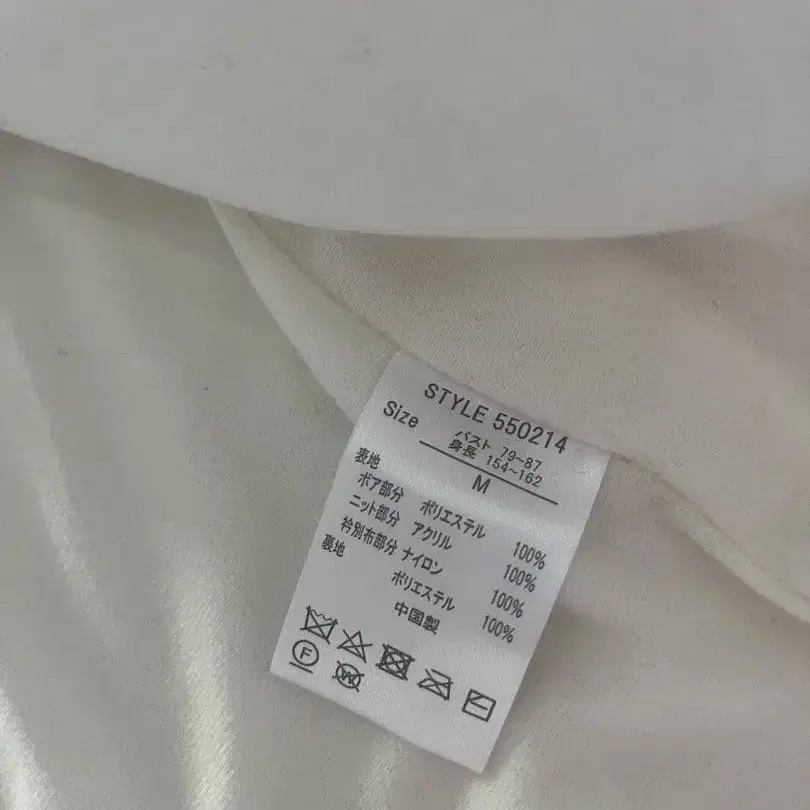 STYLE 550214
Size
バスト 79~87
身長 154~162
M
表地
ボア部分 ポリエステル 100%
ニット部分 アクリル 100%
衿別布部分 ナイロン 100%
裏地 ポリエステル 100%
中国製
F W